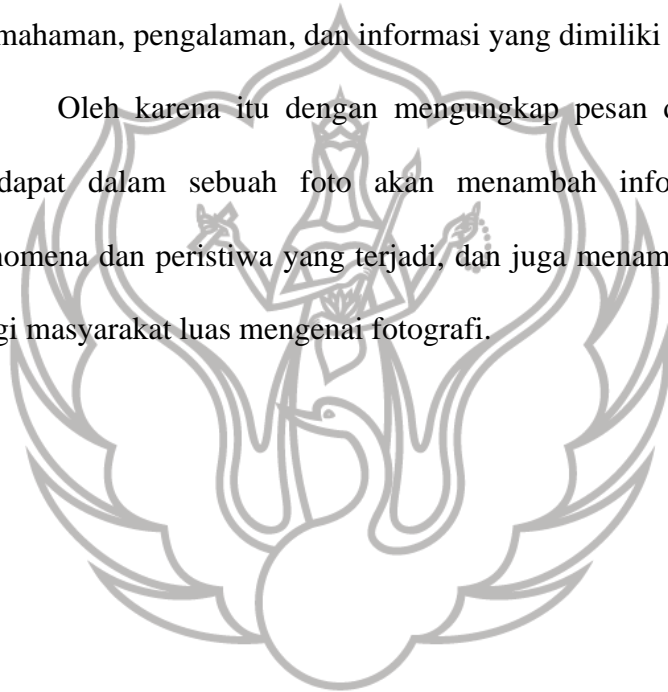 mahaman, pengalaman, dan informasi yang dimiliki
Oleh karena itu dengan mengungkap pesan
dapat dalam sebuah foto akan menambah info
nomena dan peristiwa yang terjadi, dan juga menam
gi masyarakat luas mengenai fotografi.